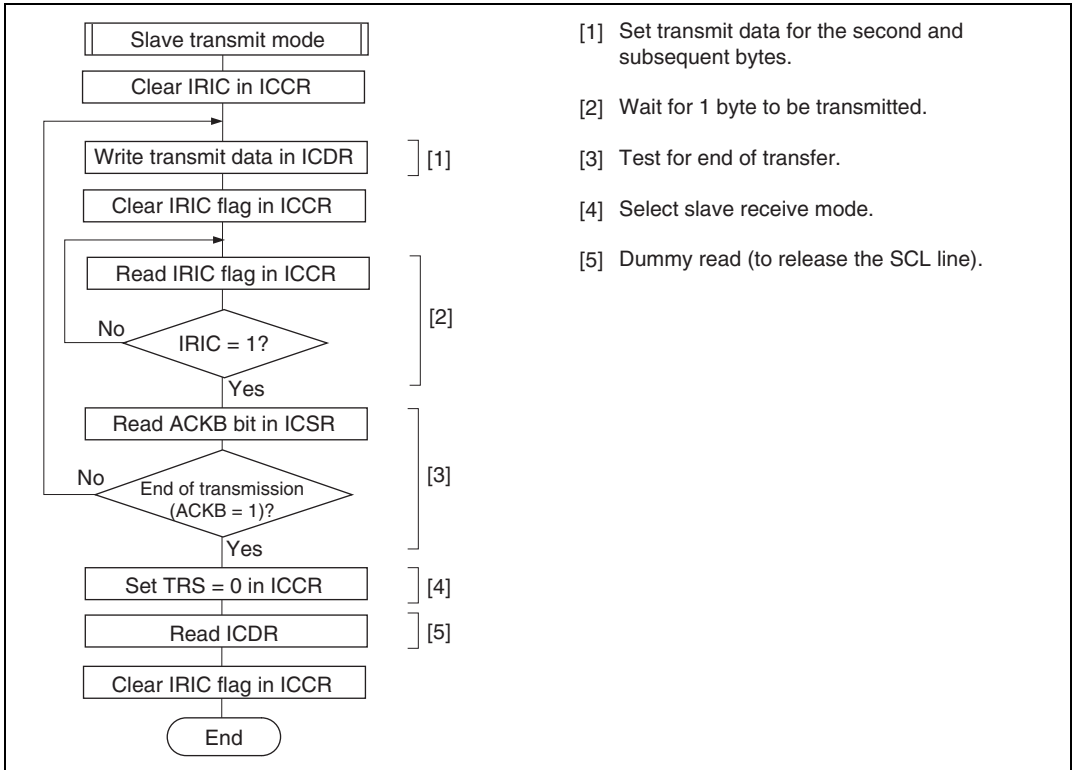 Slave transmit mode
Clear IRIC in ICCR
Write transmit data in ICDR
[1]
Clear IRIC flag in ICCR
Read IRIC flag in ICCR
[2]
No
IRIC = 1?
Yes
Read ACKB bit in ICSR
[3]
No
End of transmission
(ACKB = 1)?
Yes
Set TRS = 0 in ICCR
[4]
Read ICDR
[5]
Clear IRIC flag in ICCR
End
[1] Set transmit data for the second and
subsequent bytes.
[2] Wait for 1 byte to be transmitted.
[3] Test for end of transfer.
[4] Select slave receive mode.
[5] Dummy read (to release the SCL line).